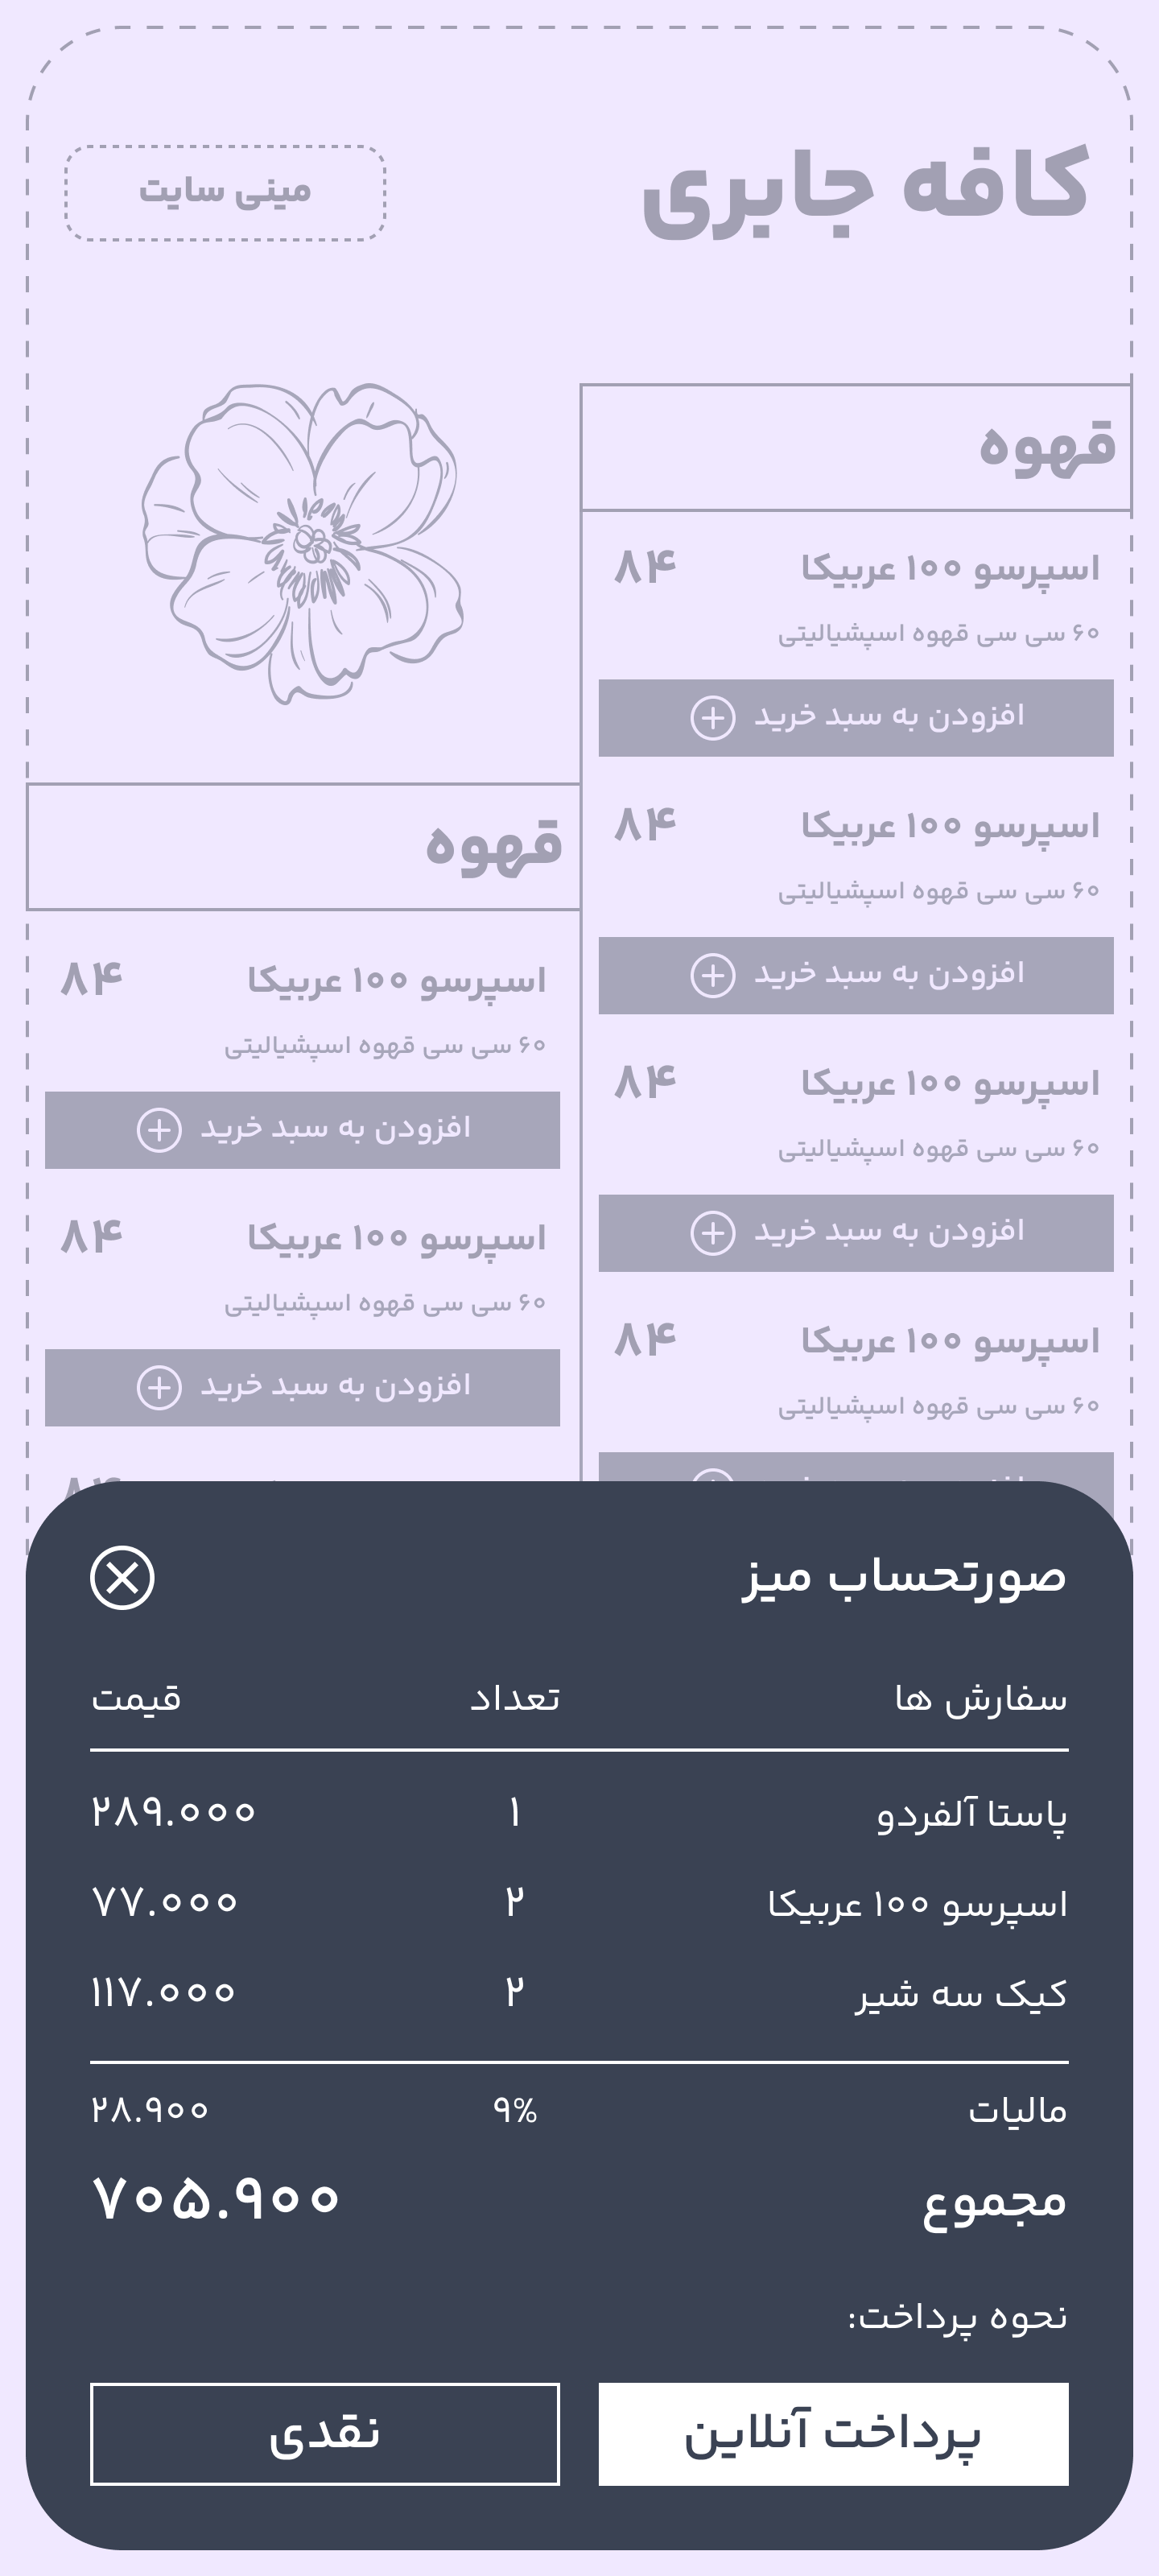 کافه جابری
مینی سایت
قهوه
اسپرسو ۱۰۰ عربیکا ۸۴
۶۰ سی سی قهوه اسپشیالیتی
افزودن به سبد خرید
اسپرسو ۱۰۰ عربیکا ۸۴
۶۰ سی سی قهوه اسپشیالیتی
افزودن به سبد خرید
اسپرسو ۱۰۰ عربیکا ۸۴
۶۰ سی سی قهوه اسپشیالیتی
افزودن به سبد خرید
اسپرسو ۱۰۰ عربیکا ۸۴
۶۰ سی سی قهوه اسپشیالیتی
قهوه
اسپرسو ۱۰۰ عربیکا ۸۴
۶۰ سی سی قهوه اسپشیالیتی
افزودن به سبد خرید
اسپرسو ۱۰۰ عربیکا ۸۴
۶۰ سی سی قهوه اسپشیالیتی
افزودن به سبد خرید
صورتحساب میز
سفارش ها تعداد قیمت
پاستا آلفردو ۱ ۲۸۹.۰۰۰
اسپرسو ۱۰۰ عربیکا ۲ ۷۷.۰۰۰
کیک سه شیر ۲ ۱۱۷.۰۰۰
مالیات ۹% ۲۸.۹۰۰
مجموع ۷۰۵.۹۰۰
نحوه پرداخت:
پرداخت آنلاین
نقدی